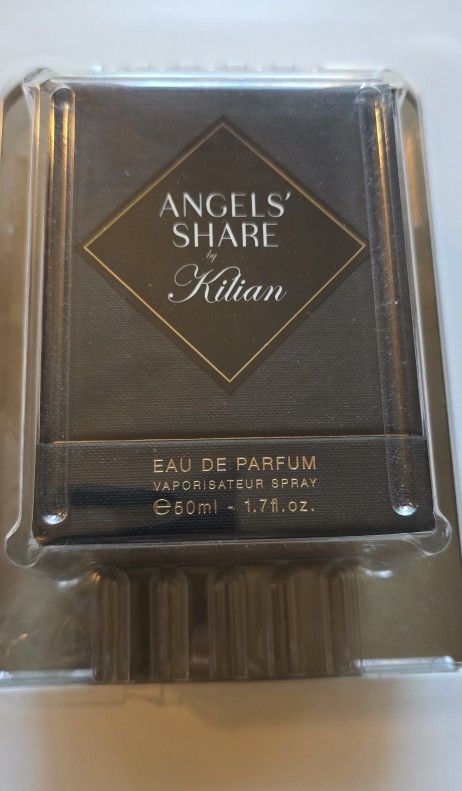 ANGELS'
SHARE
by
Kilian
EAU DE PARFUM
VAPORISATEUR SPRAY
℮50ml - 1.7fl.oz.